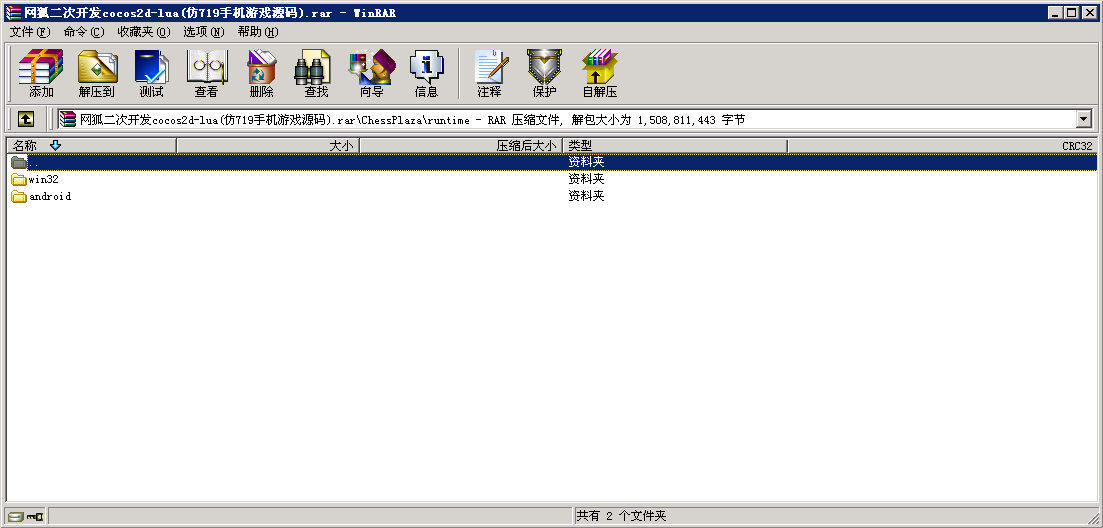 网狐二次开发cocos2d-lua(仿719手机游戏源码).rar - WinRAR
文件(F) 命令(C) 收藏夹(O) 选项(N) 帮助(H)
添加 解压到 测试 查看 删除 查找 向导 信息 注释 保护 自解压
网狐二次开发cocos2d-lua(仿719手机游戏源码).rar\ChessPlaza\runtime - RAR 压缩文件, 解包大小为 1,508,811,443 字节
名称 大小 压缩后大小 类型 CRC32
.. 资料夹
win32 资料夹
android 资料夹
共有 2 个文件夹